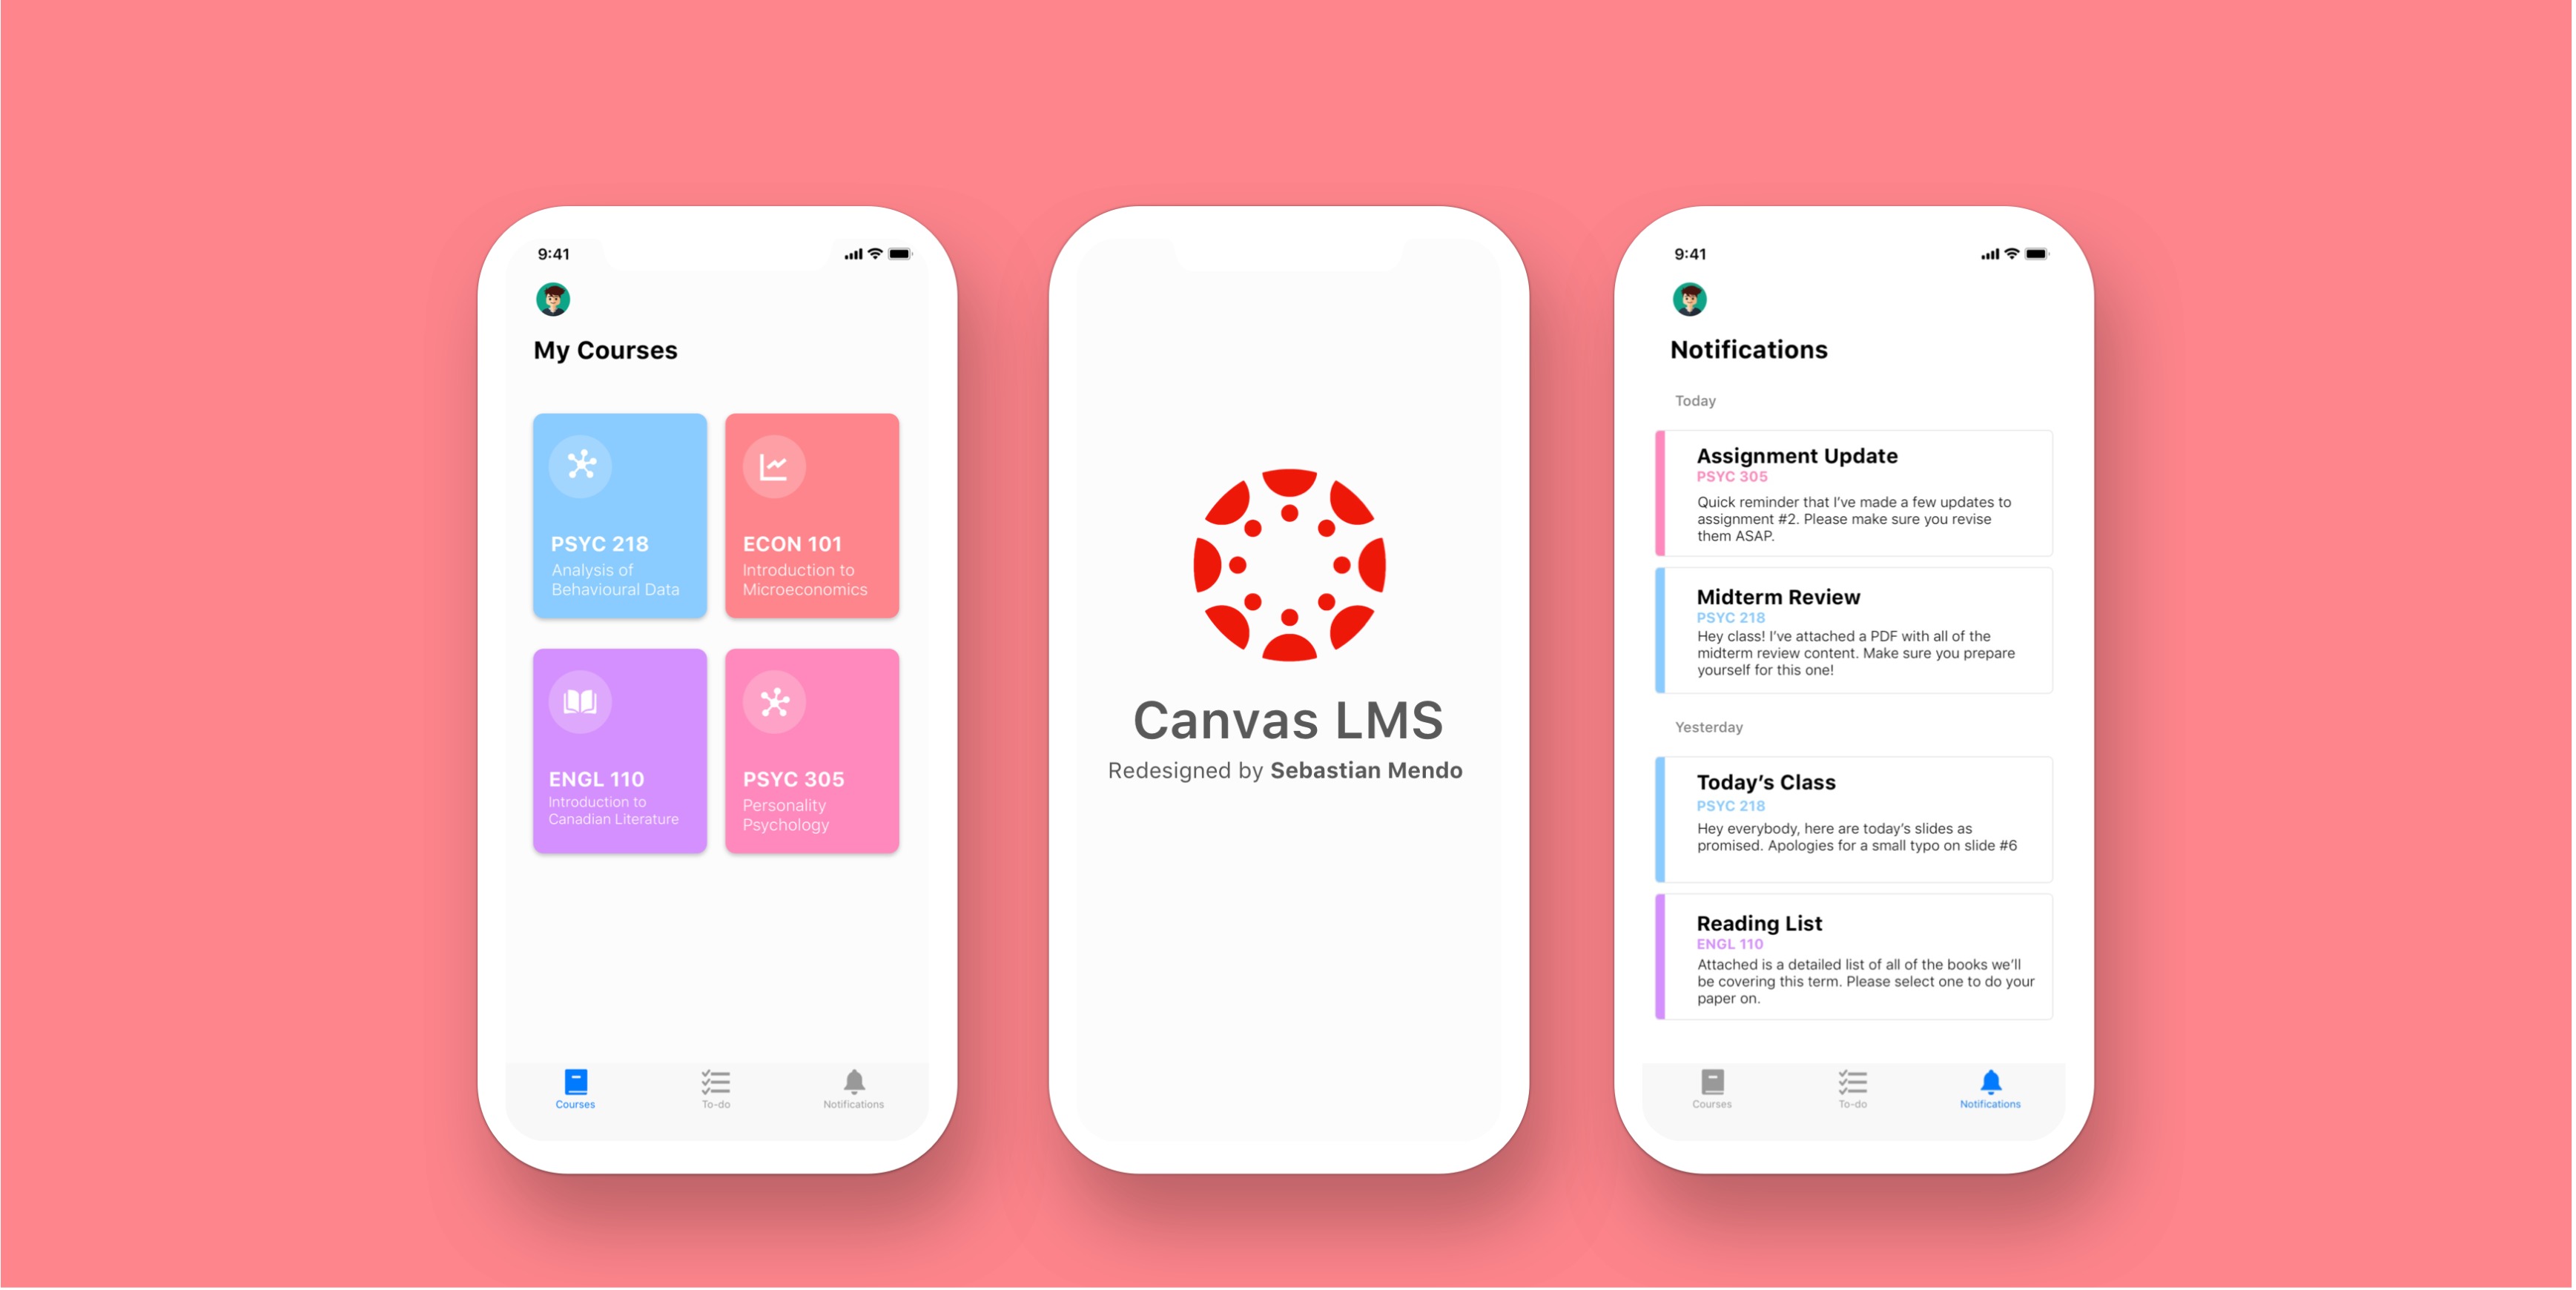 9:41
My Courses
PSYC 218
Analysis of
Behavioural Data
ECON 101
Introduction to
Microeconomics
ENGL 110
Introduction to
Canadian Literature
PSYC 305
Personality
Psychology
Courses
To-do
Notifications
Canvas LMS
Redesigned by Sebastian Mendo
9:41
Notifications
Today
Assignment Update
PSYC 305
Quick reminder that I’ve made a few updates to
assignment #2. Please make sure you revise
them ASAP.
Midterm Review
PSYC 218
Hey class! I’ve attached a PDF with all of the
midterm review content. Make sure you prepare
yourself for this one!
Yesterday
Today’s Class
PSYC 218
Hey everybody, here are today’s slides as
promised. Apologies for a small typo on slide #6
Reading List
ENGL 110
Attached is a detailed list of all of the books we’ll
be covering this term. Please select one to do your
paper on.
Courses
To-do
Notifications